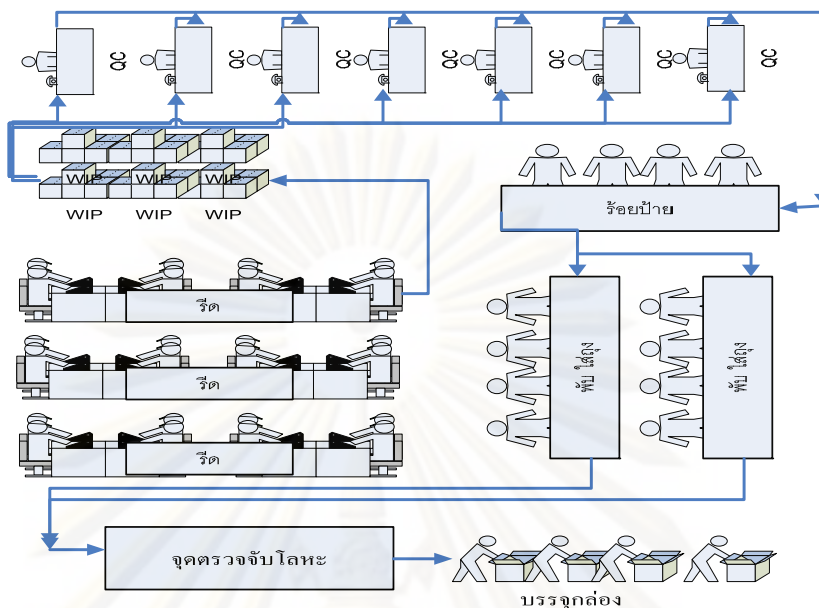 QC
QC
QC
QC
QC
QC
QC
WIP WIP WIP
WIP WIP WIP
ร้อยป้าย
รีด
รีด
รีด
พับ ใส่ถุง
พับ ใส่ถุง
จุดตรวจจับโลหะ
บรรจุกล่อง